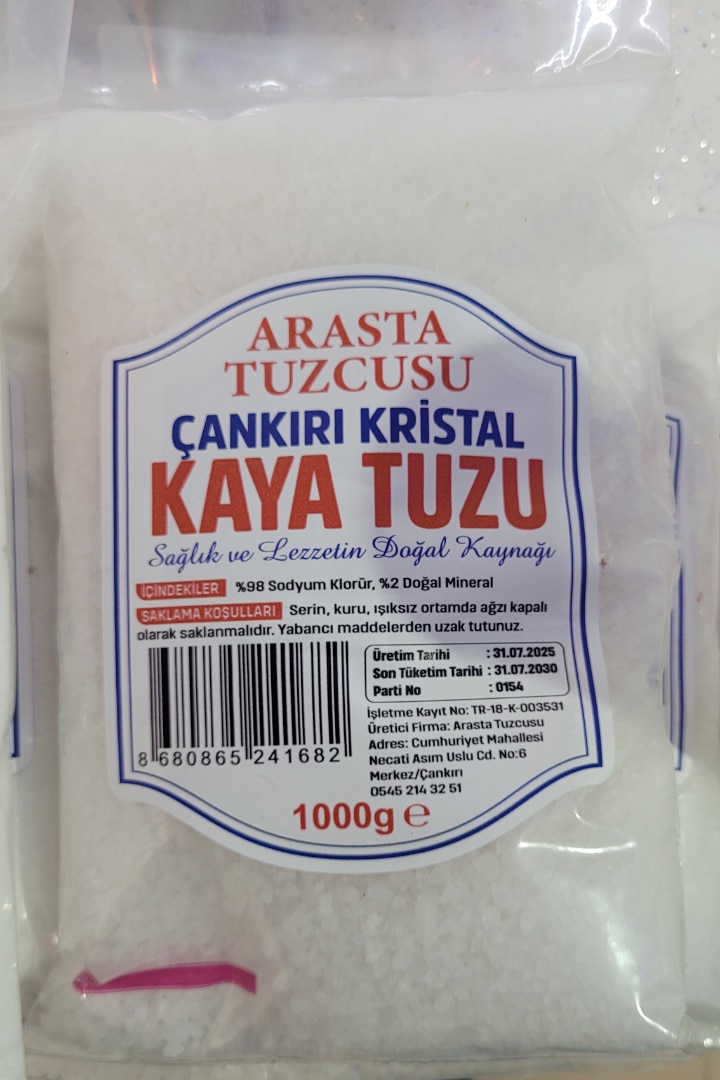 ARASTA
TUZCUSU
ÇANKIRI KRİSTAL
KAYA TUZU
Sağlık ve Lezzetin Doğal Kaynağı
İÇİNDEKİLER %98 Sodyum Klorür, %2 Doğal Mineral
SAKLAMA KOŞULLARI Serin, kuru, ışıksız ortamda ağzı kapalı
olarak saklanmalıdır. Yabancı maddelerden uzak tutunuz.
Üretim Tarihi : 31.07.2025
Son Tüketim Tarihi : 31.07.2030
Parti No : 0154
İşletme Kayıt No: TR-18-K-003531
Üretici Firma: Arasta Tuzcusu
Adres: Cumhuriyet Mahallesi
Necati Asım Uslu Cd. No:6
Merkez/Çankırı
0545 214 32 51
8 680865 241682
1000g ℮